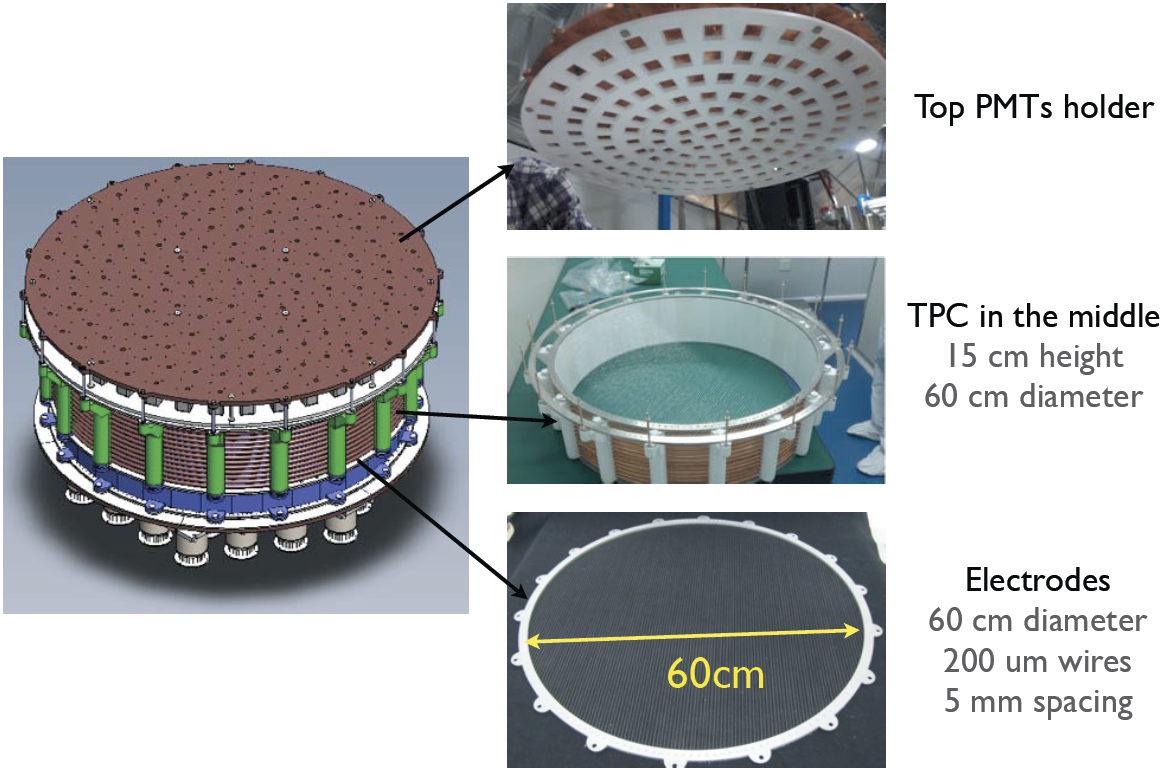 Top PMTs holder
TPC in the middle
15 cm height
60 cm diameter
60cm
Electrodes
60 cm diameter
200 um wires
5 mm spacing